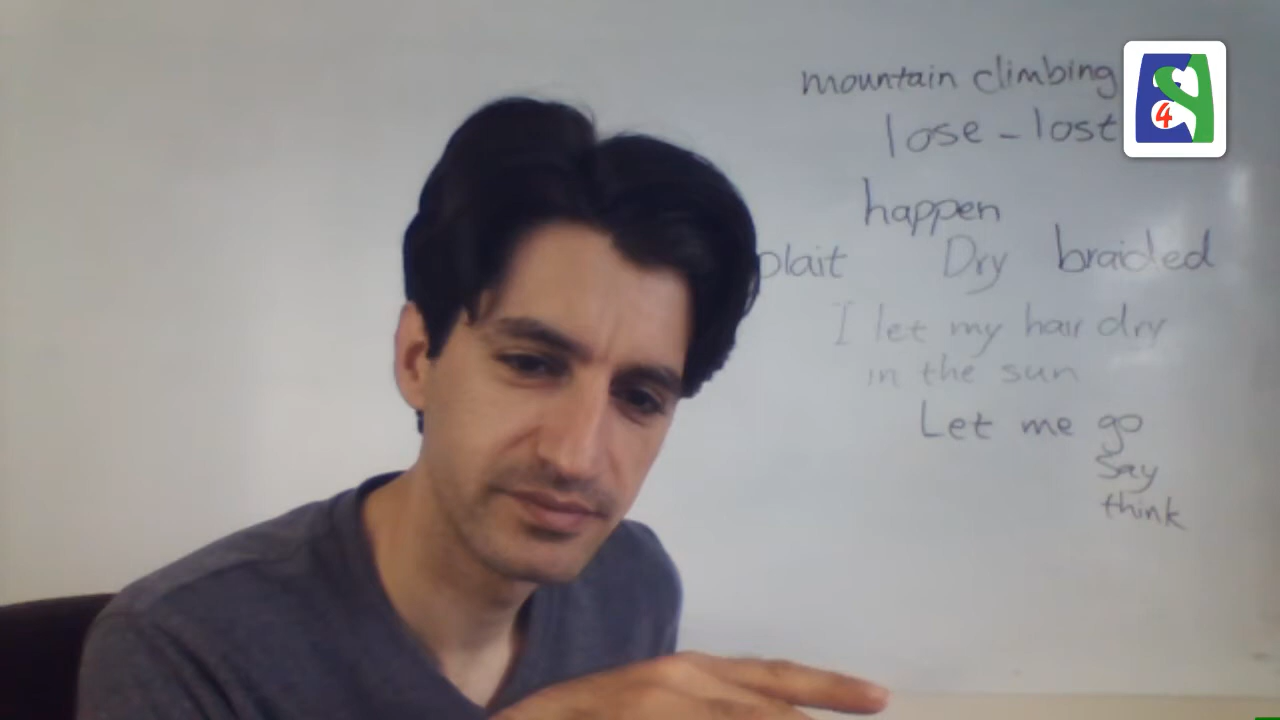 mountain climbing
4
lose - lost
happen
plait Dry braided
I let my hair dry
in the sun
Let me go
Say
think